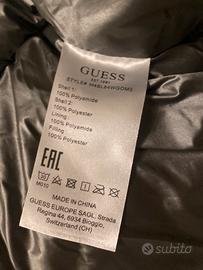 GUESS
EST. 1981
Shell 1:
100% Polyamide
Shell 2:
100% Polyester
Lining:
100% Polyamide
Filling:
100% Polyester
EAC
M010
MADE IN CHINA
GUESS EUROPE SAGL, Strada
Regina 44, 6934 Bioggio,
Switzerland (CH)
subito